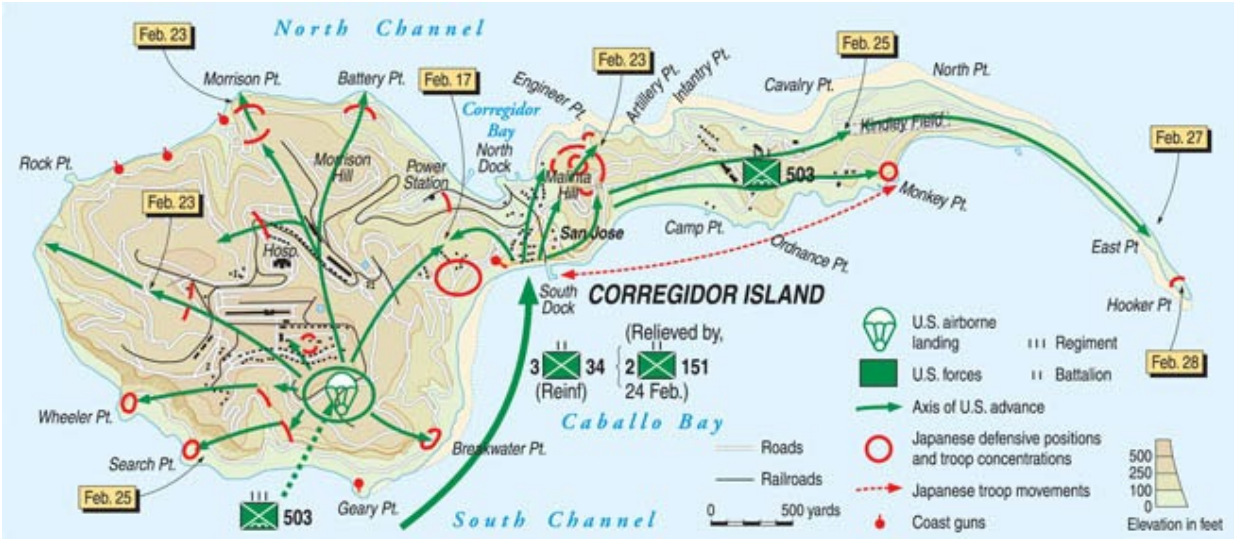 North Channel
Feb. 23
Morrison Pt.
Battery Pt.
Feb. 17
Corregidor
Bay
North
Dock
Engineer Pt.
Feb. 23
Artillery Pt.
Infantry Pt.
Cavalry Pt.
Feb. 25
North Pt.
Kindley Field
Feb. 27
Rock Pt.
Morrison
Hill
Power
Station
Malinta
Hill
503
Monkey Pt.
Feb. 23
Hosp.
San Jose
Camp Pt.
Ordnance Pt.
East Pt
Hooker Pt
Feb. 28
South
Dock
CORREGIDOR ISLAND
3 34
(Reinf)
(Relieved by,
2 151
24 Feb.)
Caballo Bay
Wheeler Pt.
Search Pt.
Feb. 25
Breakwater Pt.
Geary Pt.
503
South Channel
U.S. airborne
landing
Regiment
U.S. forces
Battalion
Axis of U.S. advance
Japanese defensive positions
and troop concentrations
Japanese troop movements
Coast guns
Roads
Railroads
0 500 yards
500
250
100
0
Elevation in feet